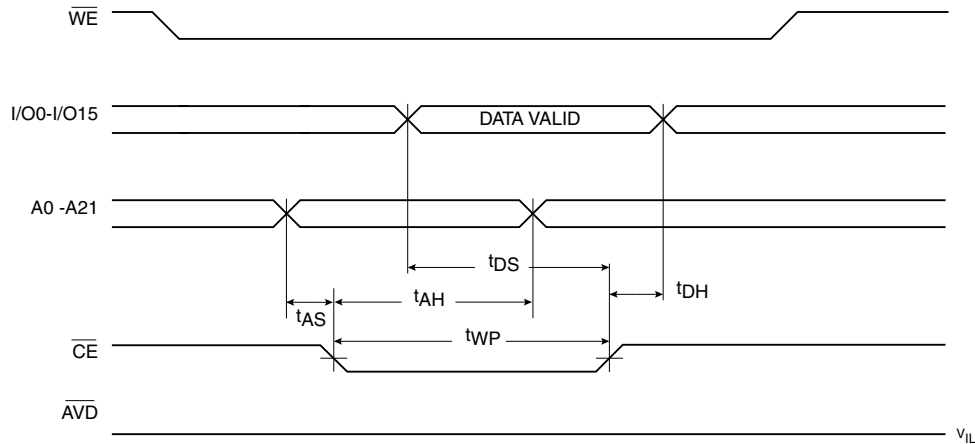 WE
I/O0-I/O15
DATA VALID
A0 -A21
tDS
tDH
tAH
tAS
tWP
CE
AVD
VIL